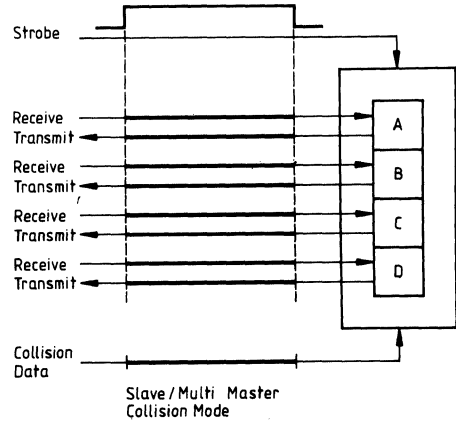 Strobe
Receive
Transmit
Receive
Transmit
Receive
Transmit
Receive
Transmit
A
B
C
D
Collision
Data
Slave/Multi Master
Collision Mode